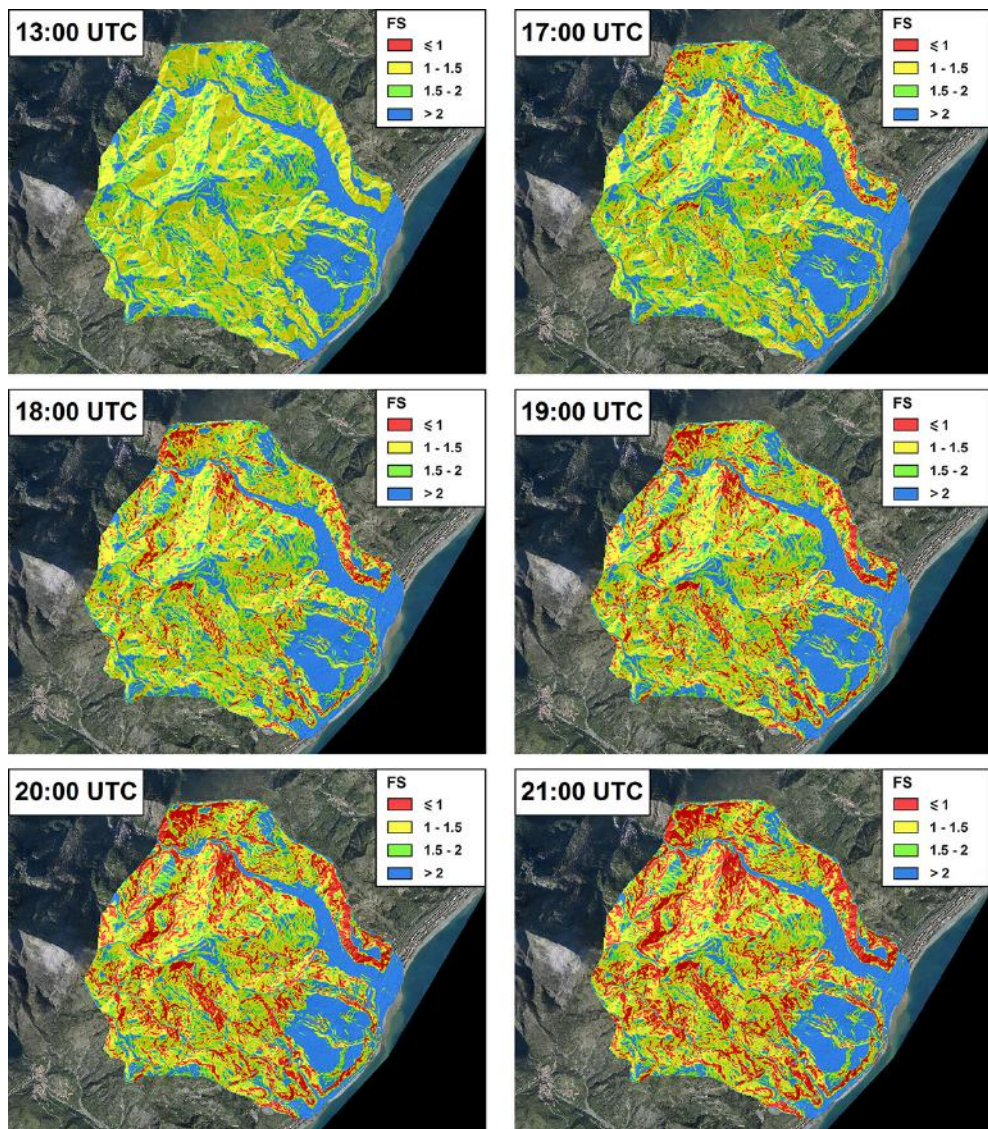 13:00 UTC
FS
⩽ 1
1 - 1.5
1.5 - 2
> 2
17:00 UTC
FS
⩽ 1
1 - 1.5
1.5 - 2
> 2
18:00 UTC
FS
⩽ 1
1 - 1.5
1.5 - 2
> 2
19:00 UTC
FS
⩽ 1
1 - 1.5
1.5 - 2
> 2
20:00 UTC
FS
⩽ 1
1 - 1.5
1.5 - 2
> 2
21:00 UTC
FS
⩽ 1
1 - 1.5
1.5 - 2
> 2